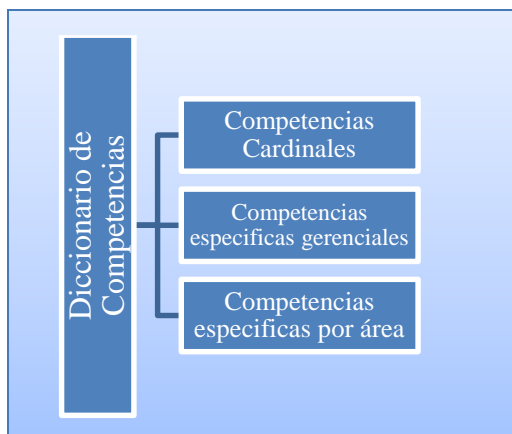 Diccionario de
Competencias
Competencias
Cardinales
Competencias
especificas gerenciales
Competencias
especificas por área